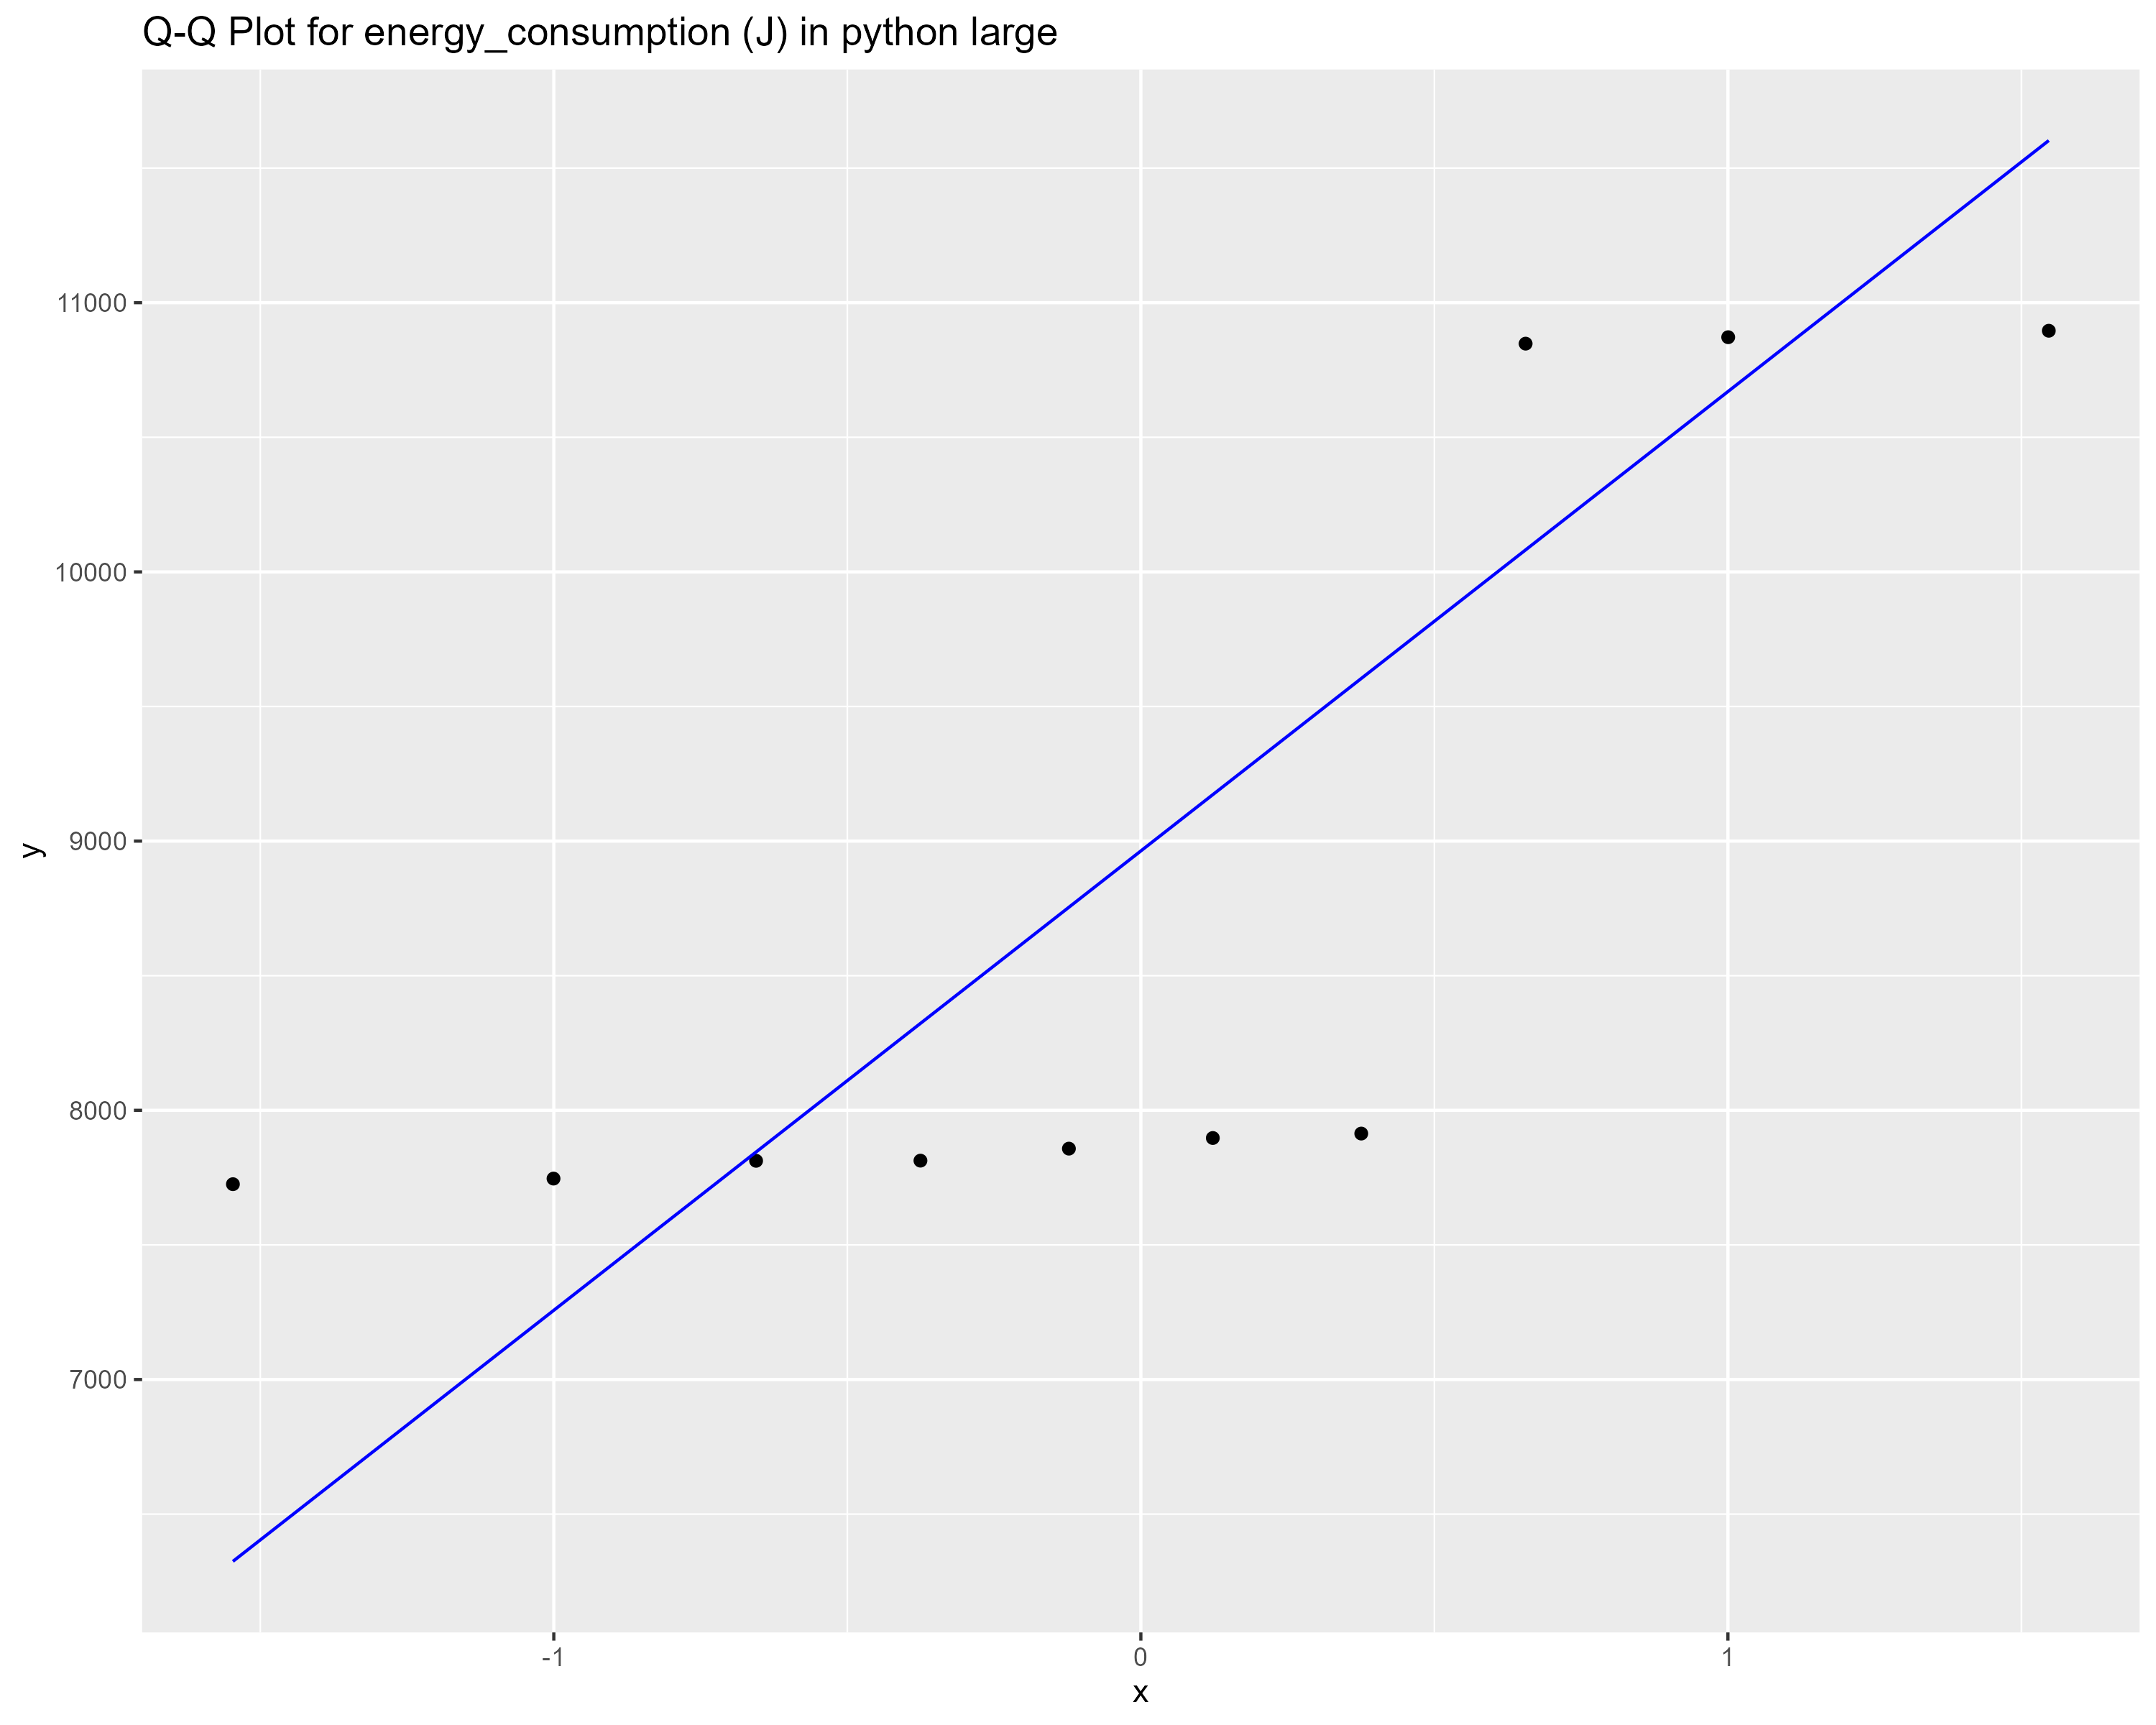 Q-Q Plot for energy_consumption (J) in python large
11000
10000
9000
8000
7000
y
-1 0 1
x